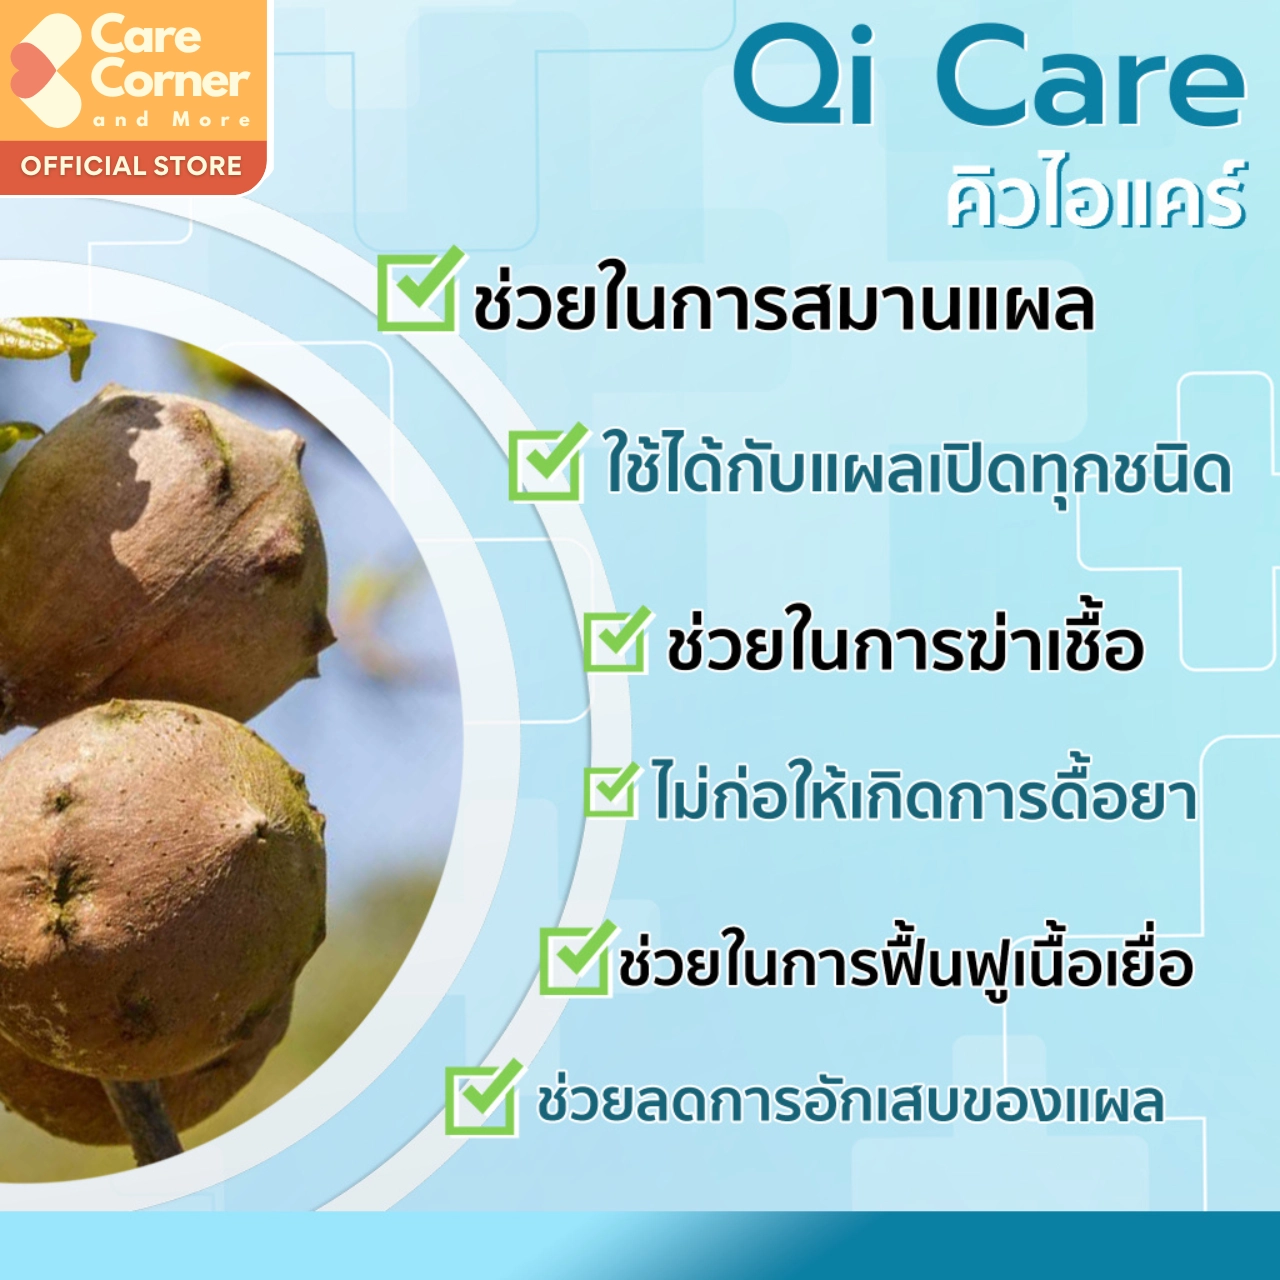 Care
Corner
and More
OFFICIAL STORE
Qi Care
คิวไอแคร์
ช่วยในการสมานแผล
ใช้ได้กับแผลเปิดทุกชนิด
ช่วยในการฆ่าเชื้อ
ไม่ก่อให้เกิดการดื้อยา
ช่วยในการฟื้นฟูเนื้อเยื่อ
ช่วยลดการอักเสบของแผล